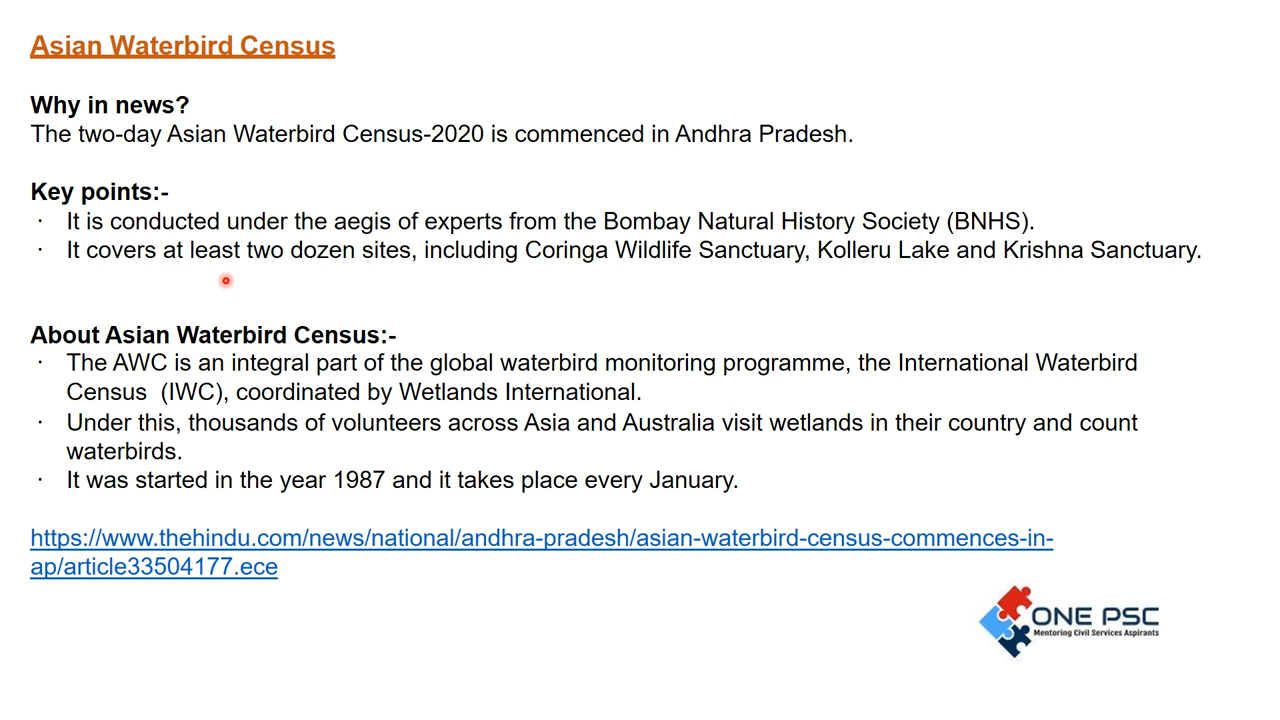 Asian Waterbird Census
Why in news?
The two-day Asian Waterbird Census-2020 is commenced in Andhra Pradesh.
Key points:-
· It is conducted under the aegis of experts from the Bombay Natural History Society (BNHS).
· It covers at least two dozen sites, including Coringa Wildlife Sanctuary, Kolleru Lake and Krishna Sanctuary.
About Asian Waterbird Census:-
· The AWC is an integral part of the global waterbird monitoring programme, the International Waterbird
Census  (IWC), coordinated by Wetlands International.
· Under this, thousands of volunteers across Asia and Australia visit wetlands in their country and count
waterbirds.
· It was started in the year 1987 and it takes place every January.
https://www.thehindu.com/news/national/andhra-pradesh/asian-waterbird-census-commences-in-
ap/article33504177.ece
ONE PSC
Mentoring Civil Services Aspirants